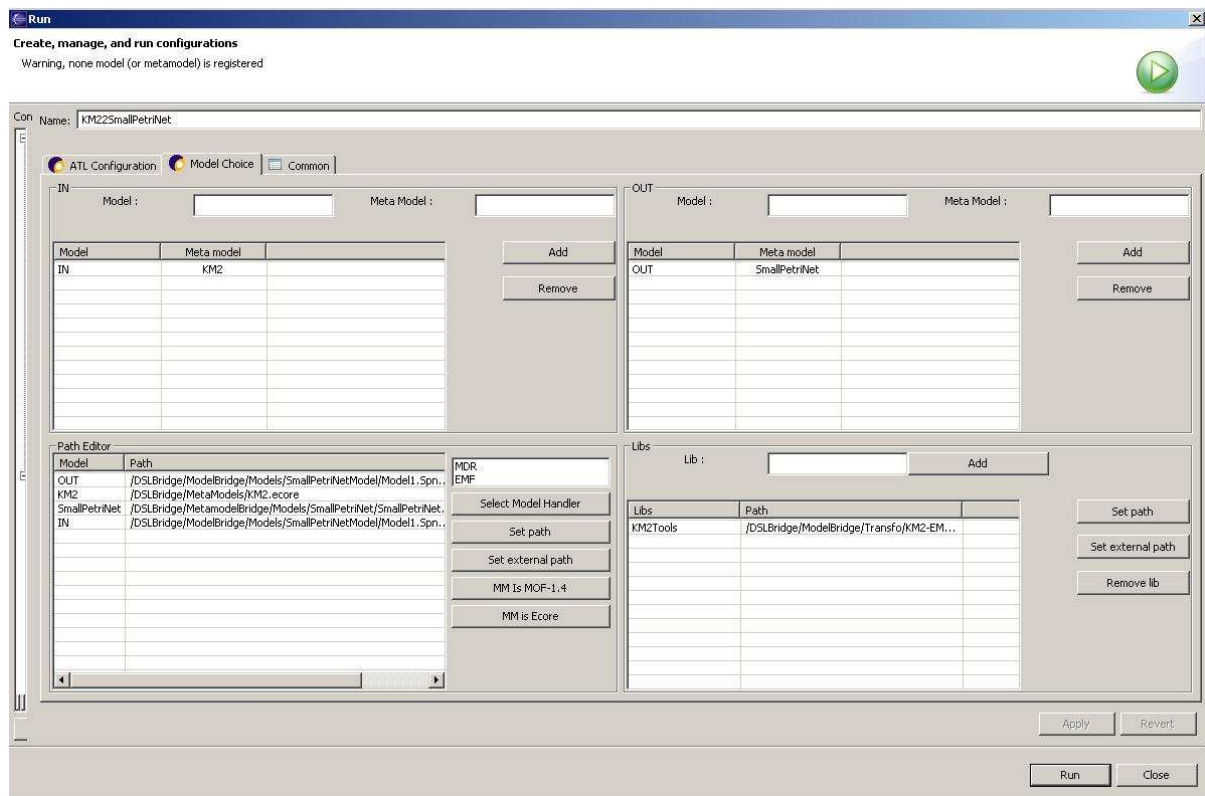 Run
Create, manage, and run configurations
Warning, none model (or metamodel) is registered
Con Name: KM22SmallPetriNet
ATL Configuration Model Choice Common
IN
Model : Meta Model :
Model Meta model
IN KM2
Add
Remove
OUT
Model : Meta Model :
Model Meta model
OUT SmallPetriNet
Add
Remove
Path Editor
Model Path
OUT /DSLBridge/ModelBridge/Models/SmallPetriNetModel/Model1.Spn..
KM2 /DSLBridge/MetaModels/KM2.ecore
SmallPetriNet /DSLBridge/MetamodelBridge/Models/SmallPetriNet/SmallPetriNet.
IN /DSLBridge/ModelBridge/Models/SmallPetriNetModel/Model1.Spn..
MDR
EMF
Select Model Handler
Set path
Set external path
MM Is MOF-1.4
MM is Ecore
Libs
Lib : Add
Libs Path
KM2Tools /DSLBridge/ModelBridge/Transfo/KM2-EM...
Set path
Set external path
Remove lib
Apply Revert
Run Close